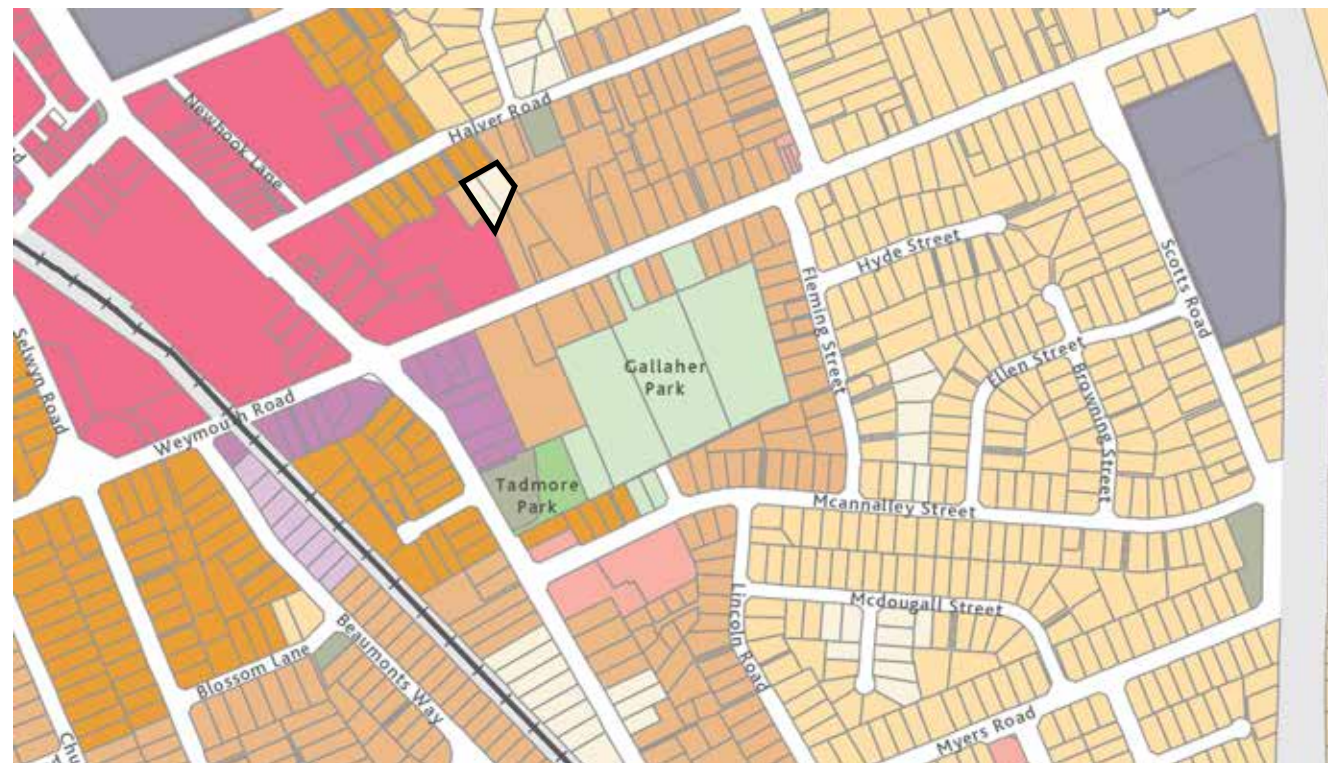 Halver Road
Newhook Lane
Hyde Street
Scotts Road
Fleming Street
Selwyn Road
Gallaher
Park
Ellen Street
Browning Street
Weymouth Road
Tadmore
Park
Mcannalley Street
Lincoln Road
Mcdougall Street
Beaumonts Way
Blossom Lane
Myers Road